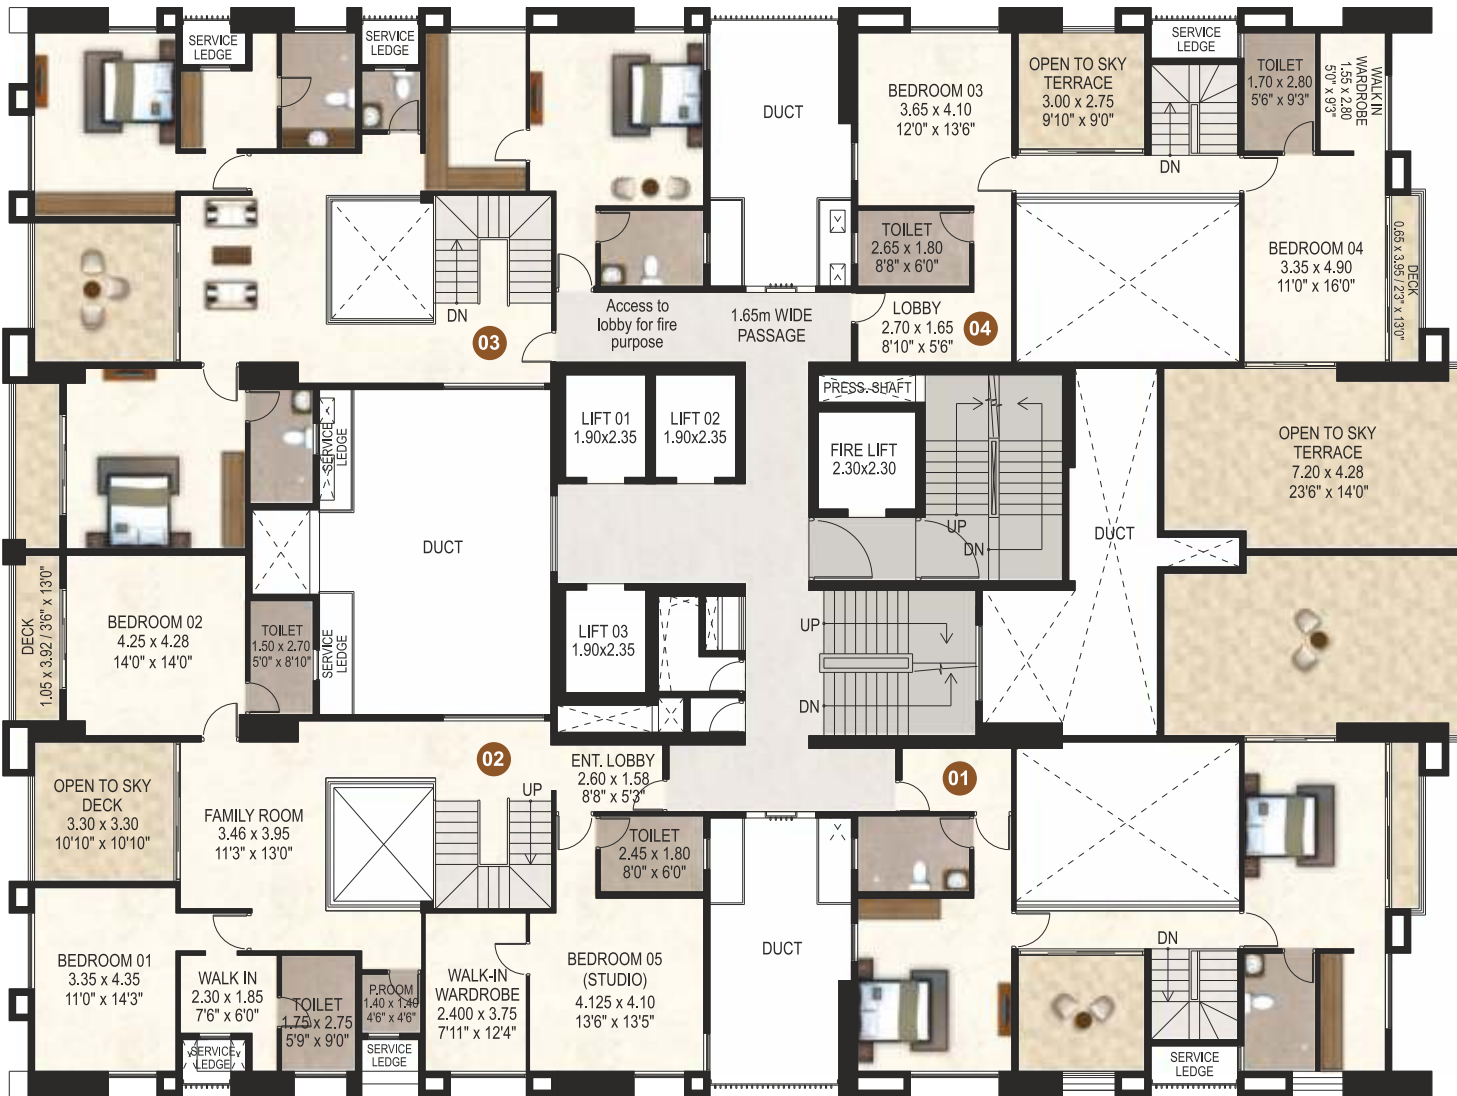 SERVICE
LEDGE
SERVICE
LEDGE
DUCT
BEDROOM 03
3.65 x 4.10
12'0" x 13'6"
OPEN TO SKY
TERRACE
3.00 x 2.75
9'10" x 9'0"
SERVICE
LEDGE
DN
TOILET
1.70 x 2.80
5'6" x 9'3"
WALK IN
WARDROBE
1.55 x 2.80
5'0" x 9'3"
DN
03
Access to
lobby for fire
purpose
1.65m WIDE
PASSAGE
TOILET
2.65 x 1.80
8'8" x 6'0"
LOBBY
2.70 x 1.65
8'10" x 5'6"
04
BEDROOM 04
3.35 x 4.90
11'0" x 16'0"
DECK
0.65 x 3.95 / 2'3" x 13'0"
SERVICE
LEDGE
DUCT
LIFT 01
1.90x2.35
LIFT 02
1.90x2.35
PRESS. SHAFT
FIRE LIFT
2.30x2.30
UP
DN
DUCT
OPEN TO SKY
TERRACE
7.20 x 4.28
23'6" x 14'0"
DECK
1.05 x 3.92 / 3'6" x 13'0"
BEDROOM 02
4.25 x 4.28
14'0" x 14'0"
TOILET
1.50 x 2.70
5'0" x 8'10"
SERVICE
LEDGE
LIFT 03
1.90x2.35
UP
DN
OPEN TO SKY
DECK
3.30 x 3.30
10'10" x 10'10"
FAMILY ROOM
3.46 x 3.95
11'3" x 13'0"
02
UP
ENT. LOBBY
2.60 x 1.58
8'8" x 5'3"
TOILET
2.45 x 1.80
8'0" x 6'0"
01
BEDROOM 01
3.35 x 4.35
11'0" x 14'3"
WALK IN
2.30 x 1.85
7'6" x 6'0"
SERVICE
LEDGE
TOILET
1.75 x 2.75
5'9" x 9'0"
P.ROOM
1.40 x 1.40
4'6" x 4'6"
SERVICE
LEDGE
WALK-IN
WARDROBE
2.400 x 3.75
7'11" x 12'4"
BEDROOM 05
(STUDIO)
4.125 x 4.10
13'6" x 13'5"
DUCT
DN
SERVICE
LEDGE